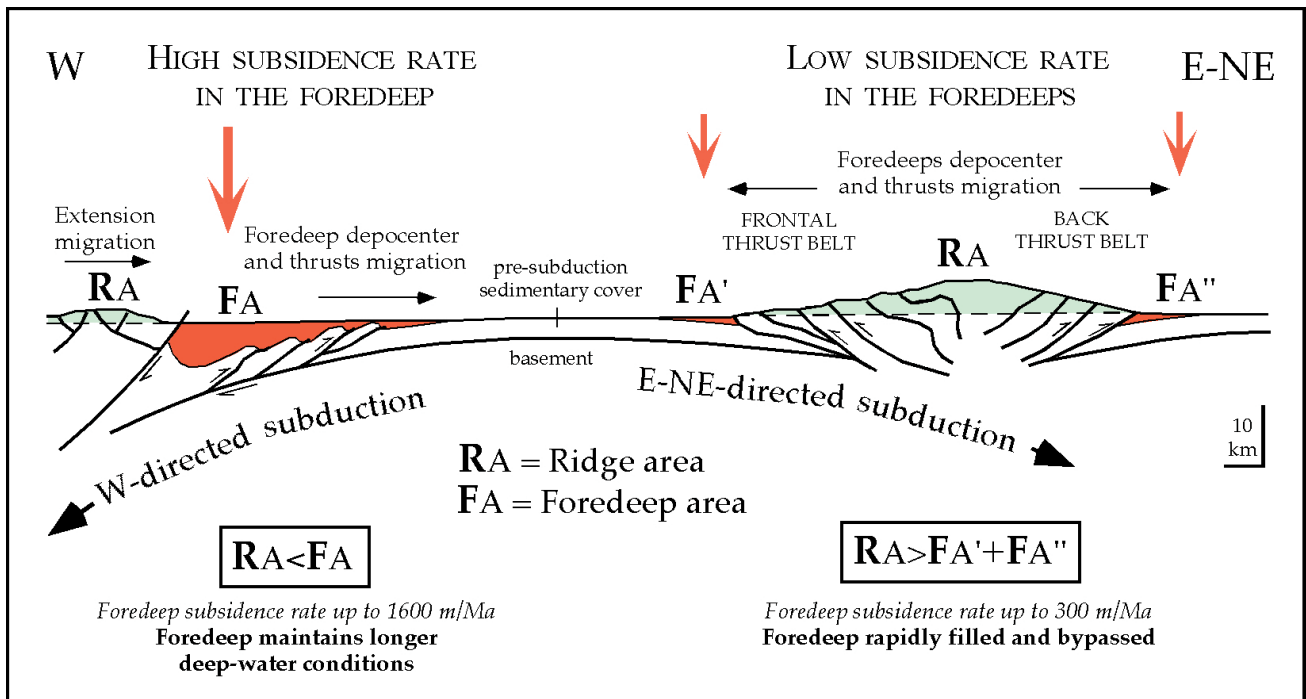 W
HIGH SUBSIDENCE RATE
IN THE FOREDEEP
LOW SUBSIDENCE RATE
IN THE FOREDEEPS
E-NE
Extension
migration
Foredeep depocenter
and thrusts migration
Foredeeps depocenter
and thrusts migration
FRONTAL
THRUST BELT
BACK
THRUST BELT
RA
FA
pre-subduction
sedimentary cover
FA'
RA
FA"
basement
W-directed subduction
E-NE-directed subduction
10
km
RA = Ridge area
FA = Foredeep area
RA<FA
RA>FA'+FA"
Foredeep subsidence rate up to 1600 m/Ma
Foredeep maintains longer
deep-water conditions
Foredeep subsidence rate up to 300 m/Ma
Foredeep rapidly filled and bypassed